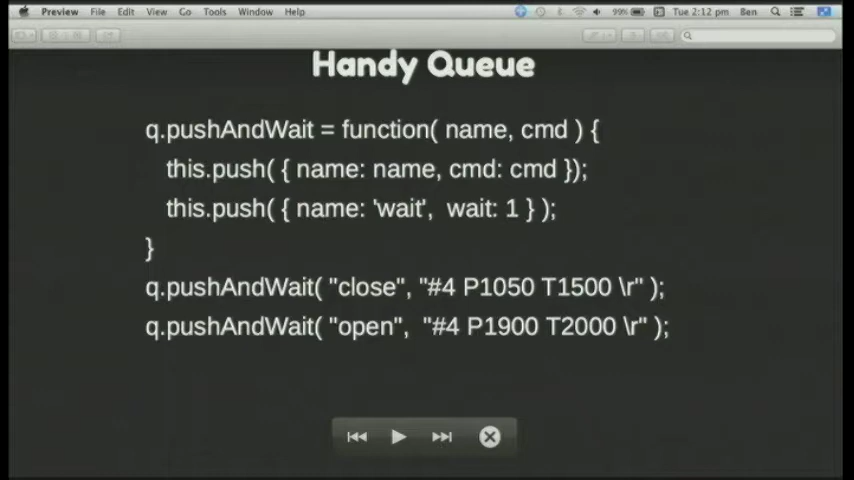 Preview File Edit View Go Tools Window Help 99% Tue 2:12 pm Ben
Handy Queue
q.pushAndWait = function( name, cmd ) {
this.push( { name: name, cmd: cmd });
this.push( { name: 'wait', wait: 1 } );
}
q.pushAndWait( "close", "#4 P1050 T1500 \r" );
q.pushAndWait( "open", "#4 P1900 T2000 \r" );